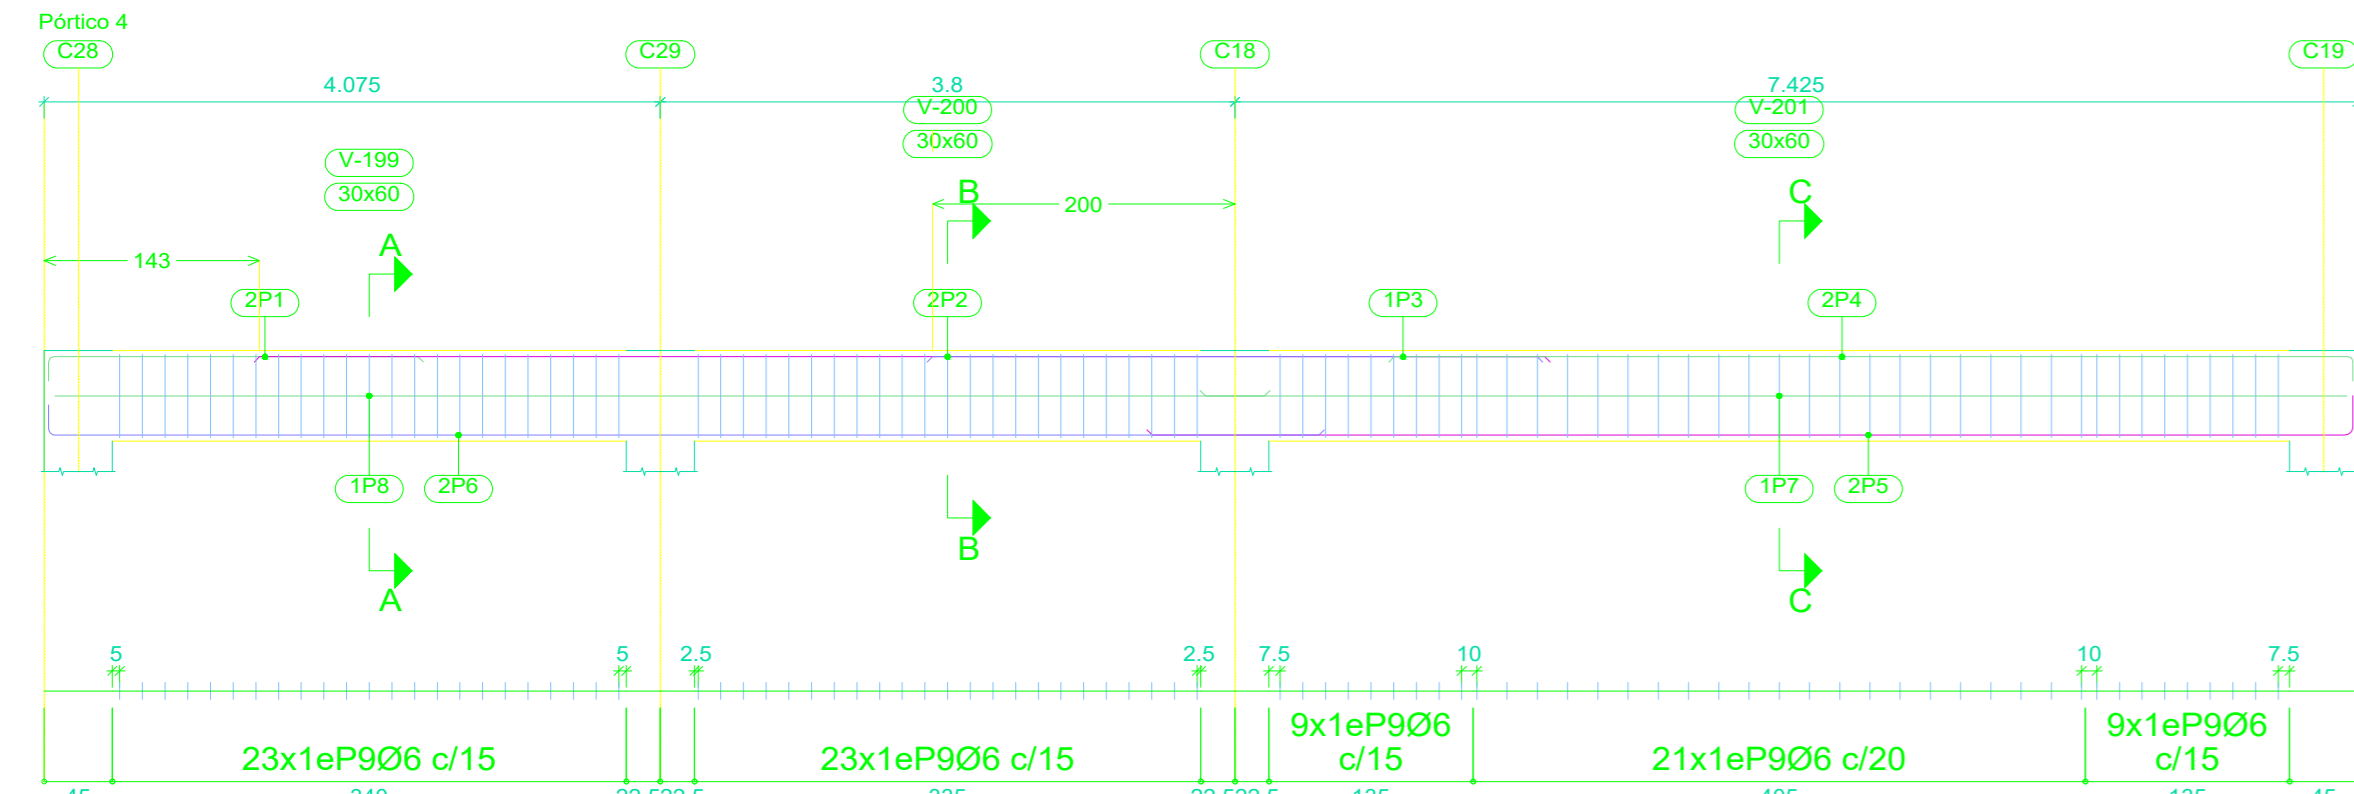 Pórtico 4
C28 C29 C18 C19
4.075 3.8 7.425
V-200 V-201
30x60 30x60
V-199
30x60
B C
200
A
143
2P1 2P2 1P3 2P4
1P8 2P6 1P7 2P5
B
A C
5 5 2.5 2.5 7.5 10 10 7.5
9x1eP9Ø6 9x1eP9Ø6
23x1eP9Ø6 c/15 23x1eP9Ø6 c/15 c/15 21x1eP9Ø6 c/20 c/15